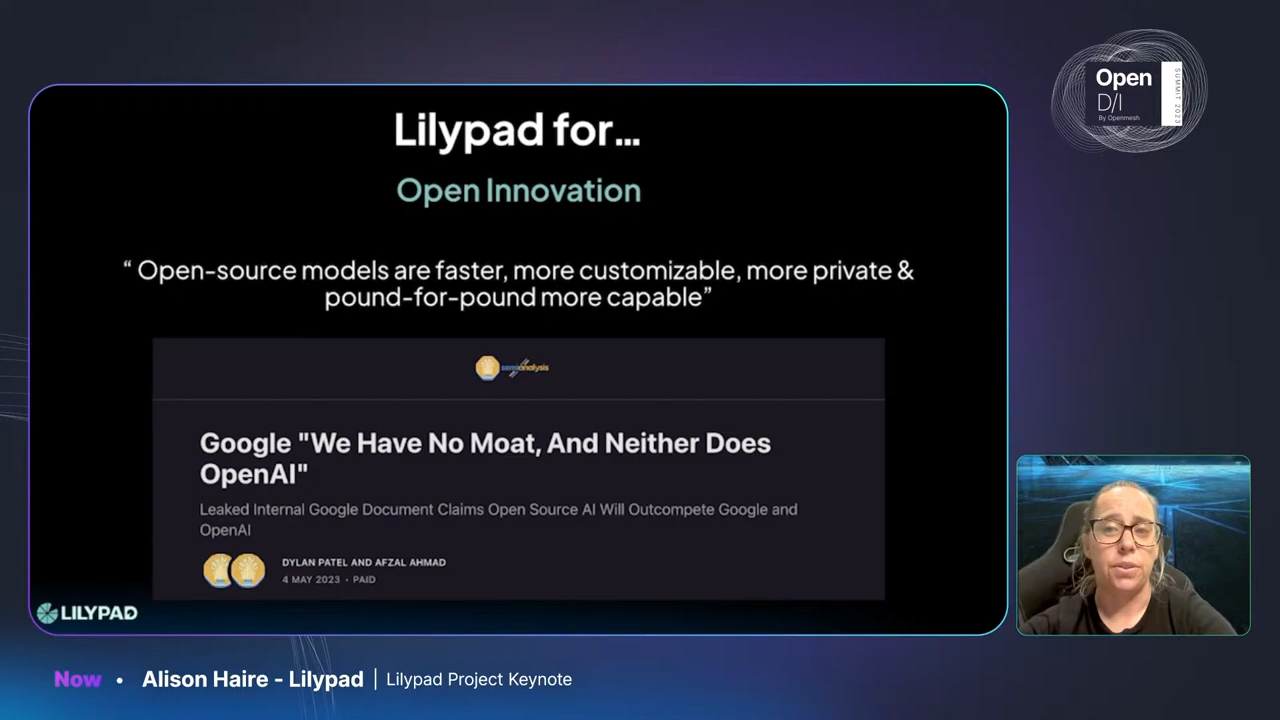 Open
D/I
By Openmesh
SUMMIT 2023
Lilypad for...
Open Innovation
“ Open-source models are faster, more customizable, more private &
pound-for-pound more capable”
semianalysis
Google "We Have No Moat, And Neither Does
OpenAI"
Leaked Internal Google Document Claims Open Source AI Will Outcompete Google and
OpenAI
DYLAN PATEL AND AFZAL AHMAD
4 MAY 2023 · PAID
LILYPAD
Now • Alison Haire - Lilypad | Lilypad Project Keynote